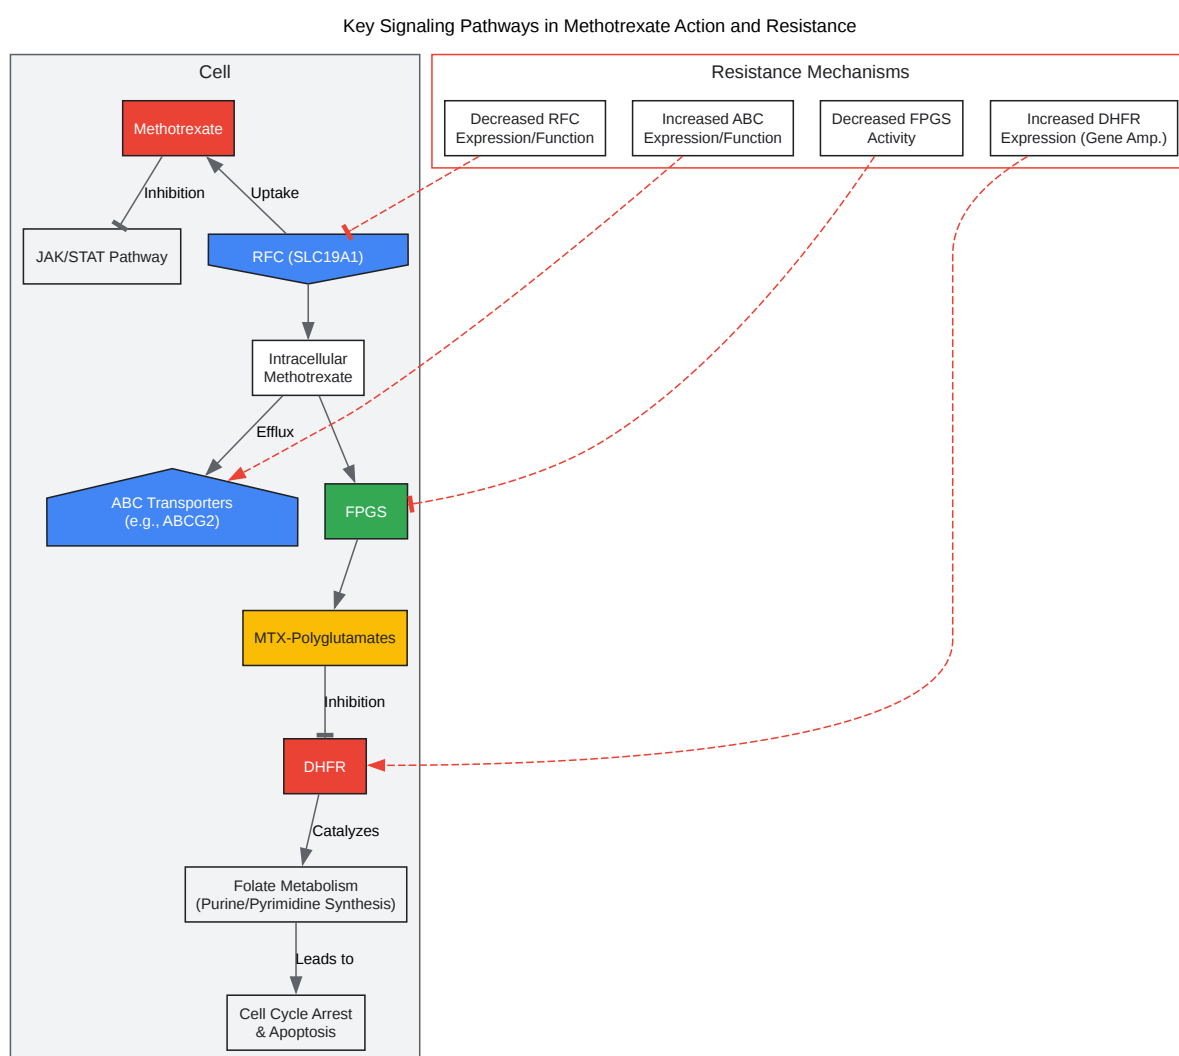 Key Signaling Pathways in Methotrexate Action and Resistance
Cell
Resistance Mechanisms
Methotrexate
Decreased RFC
Expression/Function
Increased ABC
Expression/Function
Decreased FPGS
Activity
Increased DHFR
Expression (Gene Amp.)
Inhibition
Uptake
JAK/STAT Pathway
RFC (SLC19A1)
Intracellular
Methotrexate
Efflux
ABC Transporters
(e.g., ABCG2)
FPGS
MTX-Polyglutamates
Inhibition
DHFR
Catalyzes
Folate Metabolism
(Purine/Pyrimidine Synthesis)
Leads to
Cell Cycle Arrest
& Apoptosis